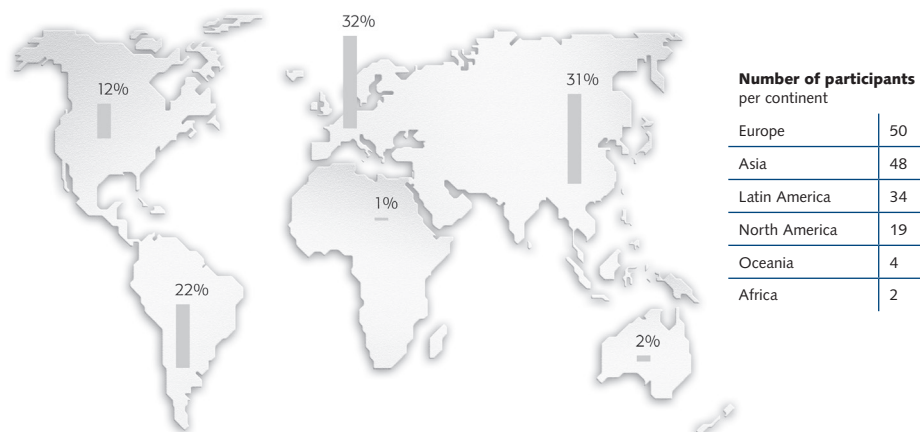 32%
12%
31%
1%
22%
2%
Number of participants
per continent
Europe 50
Asia 48
Latin America 34
North America 19
Oceania 4
Africa 2